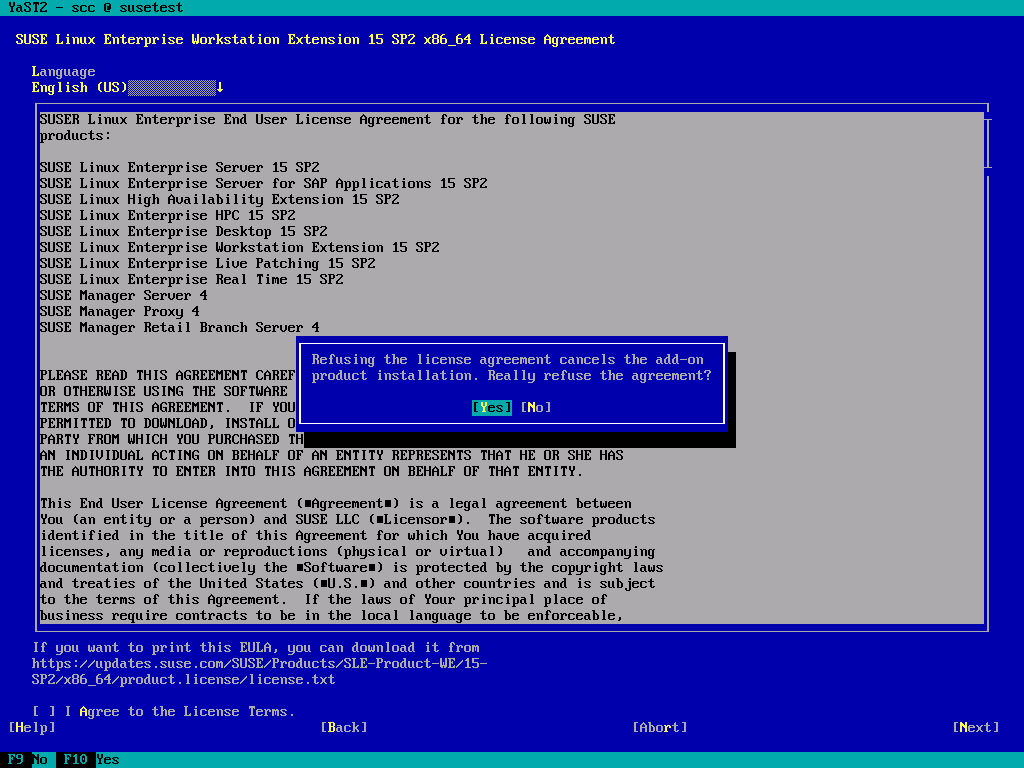 YaST2 - scc @ susetest
SUSE Linux Enterprise Workstation Extension 15 SP2 x86_64 License Agreement
Language
English (US)↓
SUSER Linux Enterprise End User License Agreement for the following SUSE
products:
SUSE Linux Enterprise Server 15 SP2
SUSE Linux Enterprise Server for SAP Applications 15 SP2
SUSE Linux High Availability Extension 15 SP2
SUSE Linux Enterprise HPC 15 SP2
SUSE Linux Enterprise Desktop 15 SP2
SUSE Linux Enterprise Workstation Extension 15 SP2
SUSE Linux Enterprise Live Patching 15 SP2
SUSE Linux Enterprise Real Time 15 SP2
SUSE Manager Server 4
SUSE Manager Proxy 4
SUSE Manager Retail Branch Server 4
Refusing the license agreement cancels the add-on
product installation. Really refuse the agreement?
[Yes] [No]
PLEASE READ THIS AGREEMENT CAREF
OR OTHERWISE USING THE SOFTWARE
TERMS OF THIS AGREEMENT.  IF YOU
PERMITTED TO DOWNLOAD, INSTALL O
PARTY FROM WHICH YOU PURCHASED TH
AN INDIVIDUAL ACTING ON BEHALF OF AN ENTITY REPRESENTS THAT HE OR SHE HAS
THE AUTHORITY TO ENTER INTO THIS AGREEMENT ON BEHALF OF THAT ENTITY.
This End User License Agreement (■Agreement■) is a legal agreement between
You (an entity or a person) and SUSE LLC (■Licensor■).  The software products
identified in the title of this Agreement for which You have acquired
licenses, any media or reproductions (physical or virtual)   and accompanying
documentation (collectively the ■Software■) is protected by the copyright laws
and treaties of the United States (■U.S.■) and other countries and is subject
to the terms of this Agreement.  If the laws of Your principal place of
business require contracts to be in the local language to be enforceable,
If you want to print this EULA, you can download it from
https://updates.suse.com/SUSE/Products/SLE-Product-WE/15-
SP2/x86_64/product.license/license.txt
[ ] I Agree to the License Terms.
[Help] [Back] [Abort] [Next]
F9 No F10 Yes